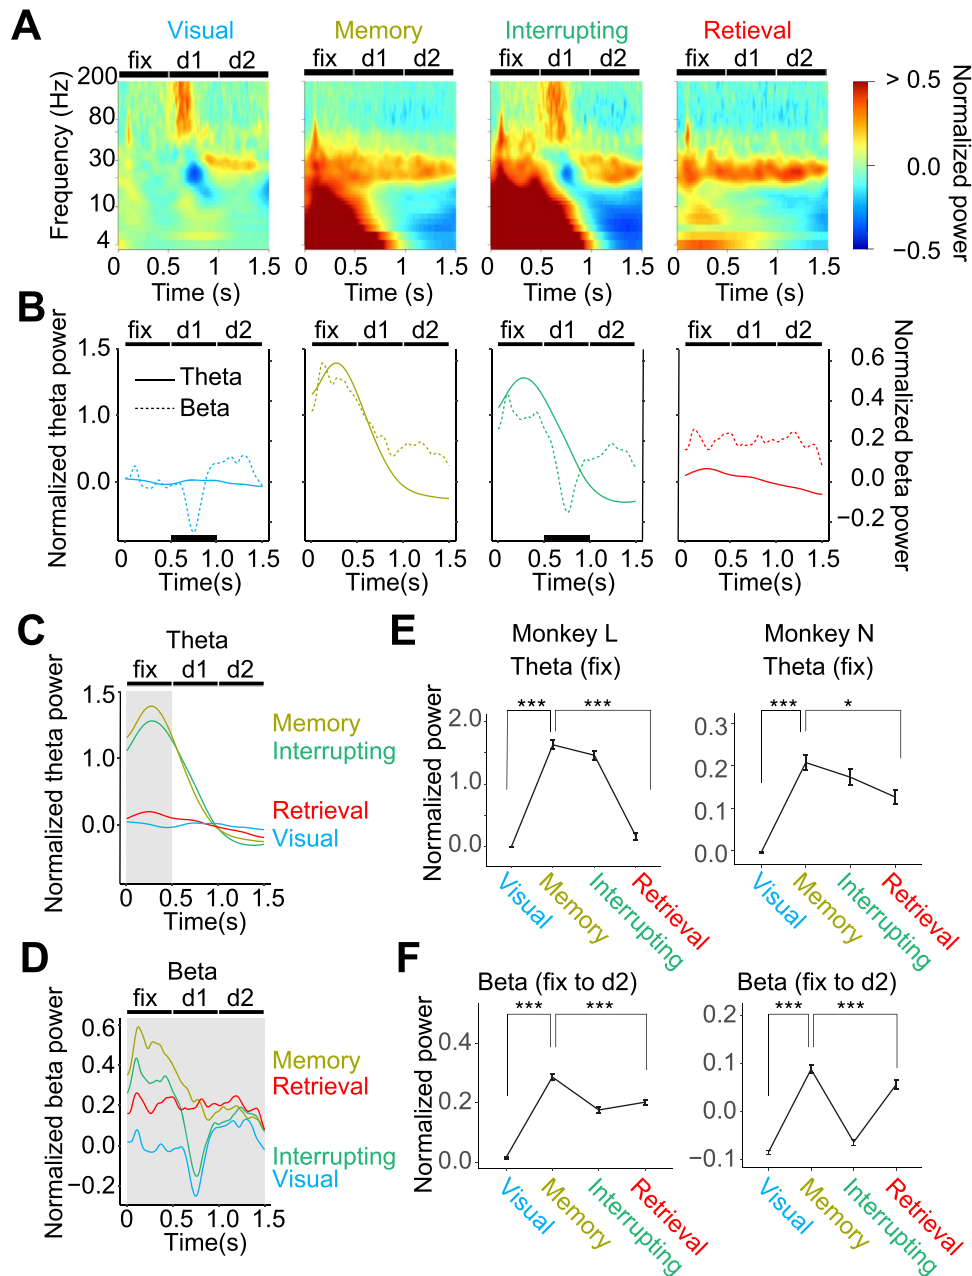 A
Visual Memory Interrupting Retieval
fix d1 d2 fix d1 d2 fix d1 d2 fix d1 d2
Frequency (Hz)
200
80
30
10
4
0 0.5 1 1.5 0 0.5 1 1.5 0 0.5 1 1.5 0 0.5 1 1.5
Time (s) Time (s) Time (s) Time (s)
> 0.5
0.0
−0.5
Normalized power
B
fix d1 d2 fix d1 d2 fix d1 d2 fix d1 d2
Normalized theta power
1.5
1.0
0.0
Theta
Beta
0.6
0.4
0.2
0.0
−0.2
Normalized beta power
0 0.5 1.0 1.5 0 0.5 1.0 1.5 0 0.5 1.0 1.5 0 0.5 1.0 1.5
Time(s) Time(s) Time(s) Time(s)
C
Theta
fix d1 d2
Normalized theta power
1.5
1.0
0.0
Memory
Interrupting
Retrieval
Visual
0 0.5 1.0 1.5
Time(s)
D
Beta
fix d1 d2
Normalized beta power
0.6
0.4
0.2
0.0
−0.2
Memory
Retrieval
Interrupting
Visual
0 0.5 1.0 1.5
Time(s)
E
Monkey L
Theta (fix)
Normalized power
2.0
1.0
0.0
*** ***
Visual
Memory
Interrupting
Retrieval
Monkey N
Theta (fix)
0.3
0.2
0.1
0.0
*** *
Visual
Memory
Interrupting
Retrieval
F
Beta (fix to d2)
Normalized power
0.4
0.2
0.0
*** ***
Visual
Memory
Interrupting
Retrieval
Beta (fix to d2)
0.2
0.1
0.0
−0.1
*** ***
Visual
Memory
Interrupting
Retrieval